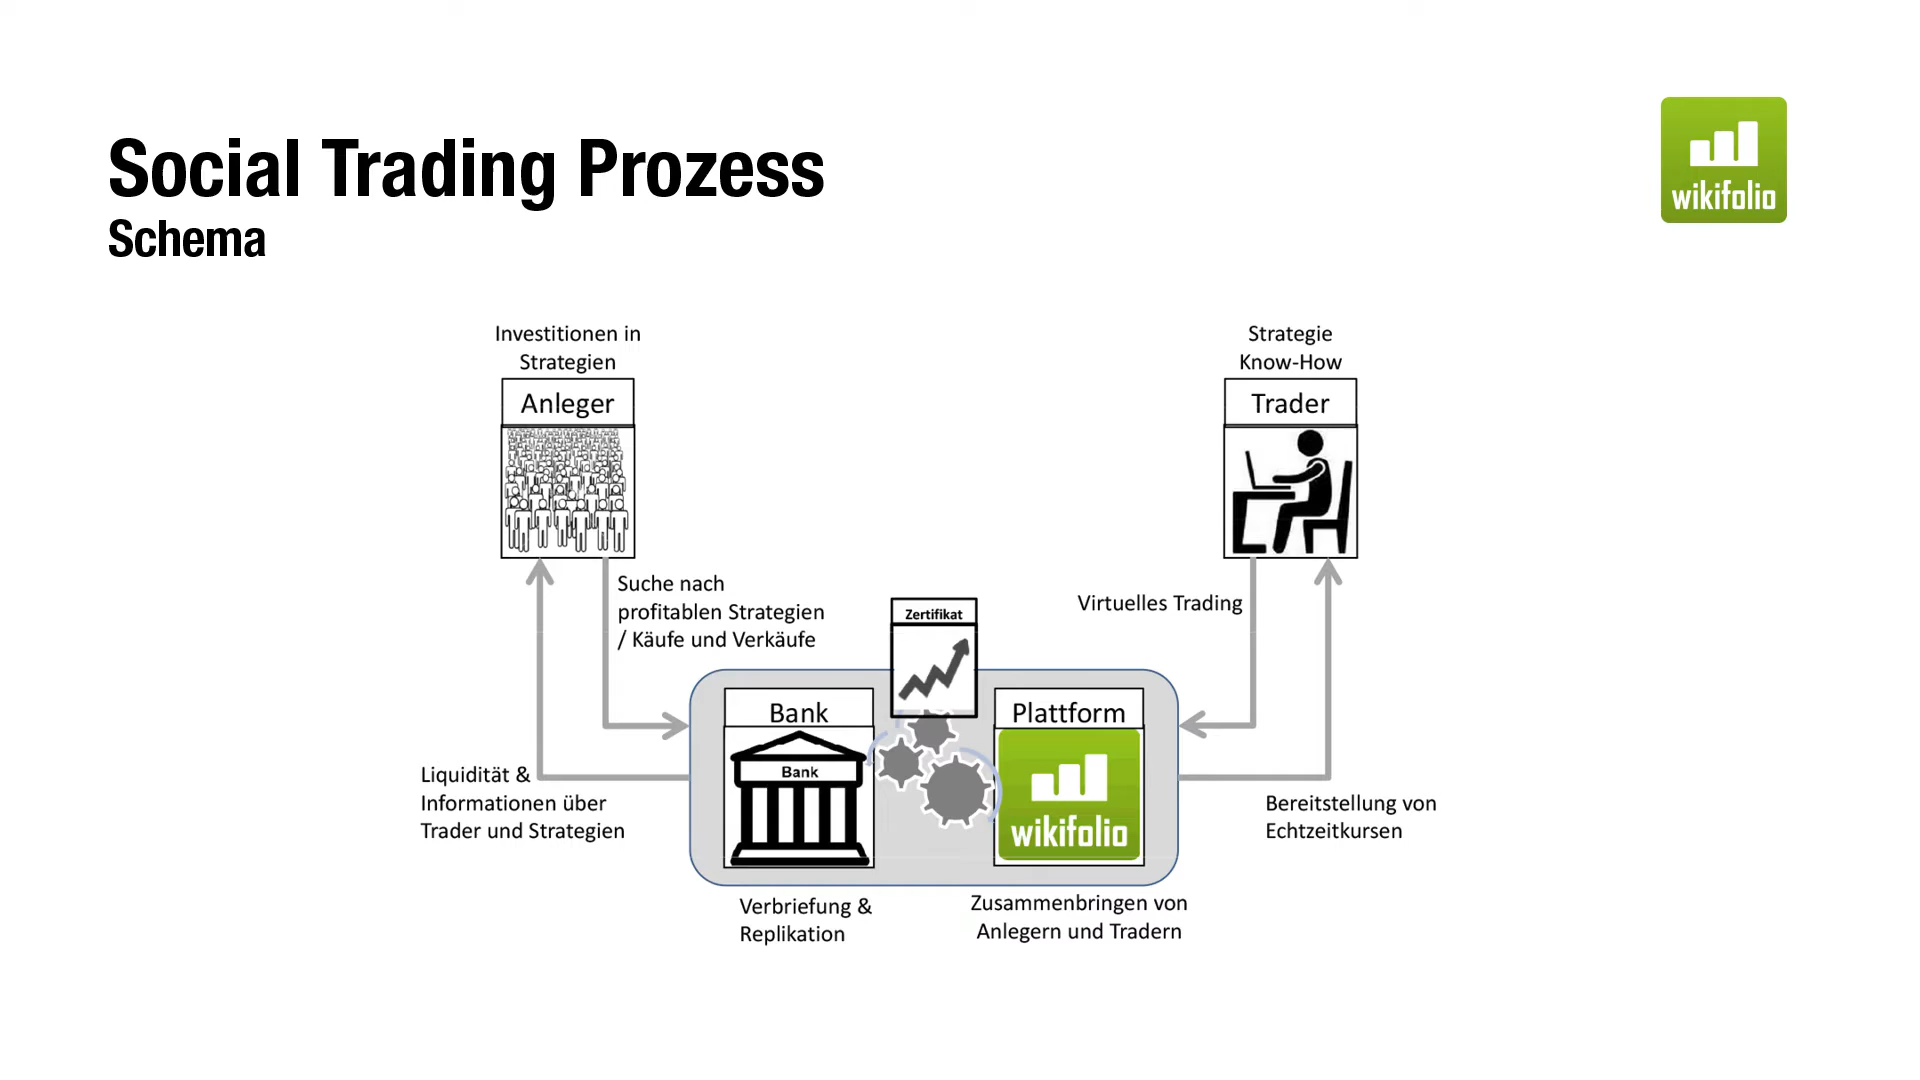 Social Trading Prozess
Schema
wikifolio
Investitionen in
Strategien
Anleger
Strategie
Know-How
Trader
Suche nach
profitablen Strategien
/ Käufe und Verkäufe
Zertifikat
Virtuelles Trading
Bank
Bank
Plattform
wikifolio
Liquidität &
Informationen über
Trader und Strategien
Bereitstellung von
Echtzeitkursen
Verbriefung &
Replikation
Zusammenbringen von
Anlegern und Tradern